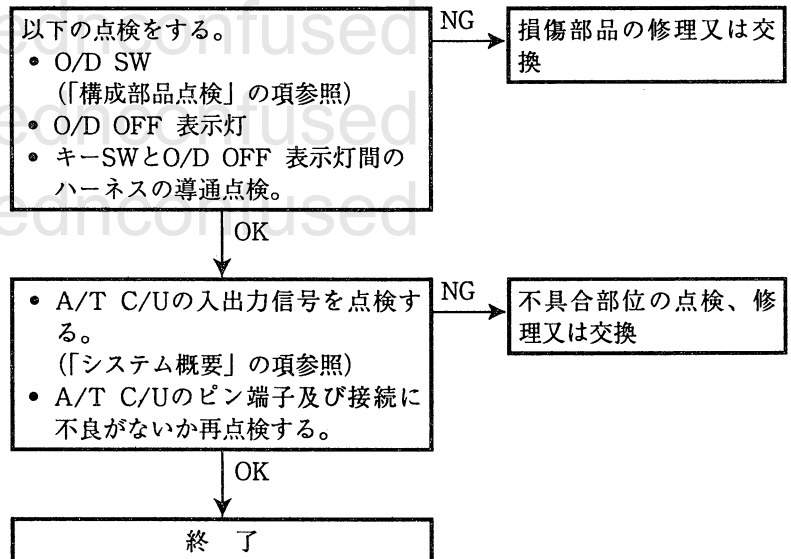 以下の点検をする。
• O/D SW
(「構成部品点検」の項参照)
• O/D OFF 表示灯
• キーSWとO/D OFF 表示灯間の
ハーネスの導通点検。
NG
損傷部品の修理又は交
換
OK
• A/T C/Uの入出力信号を点検す
る。
(「システム概要」の項参照)
• A/T C/Uのピン端子及び接続に
不良がないか再点検する。
NG
不具合部位の点検、修
理又は交換
OK
終 了
ednconfused
ednconfused
ednconfused